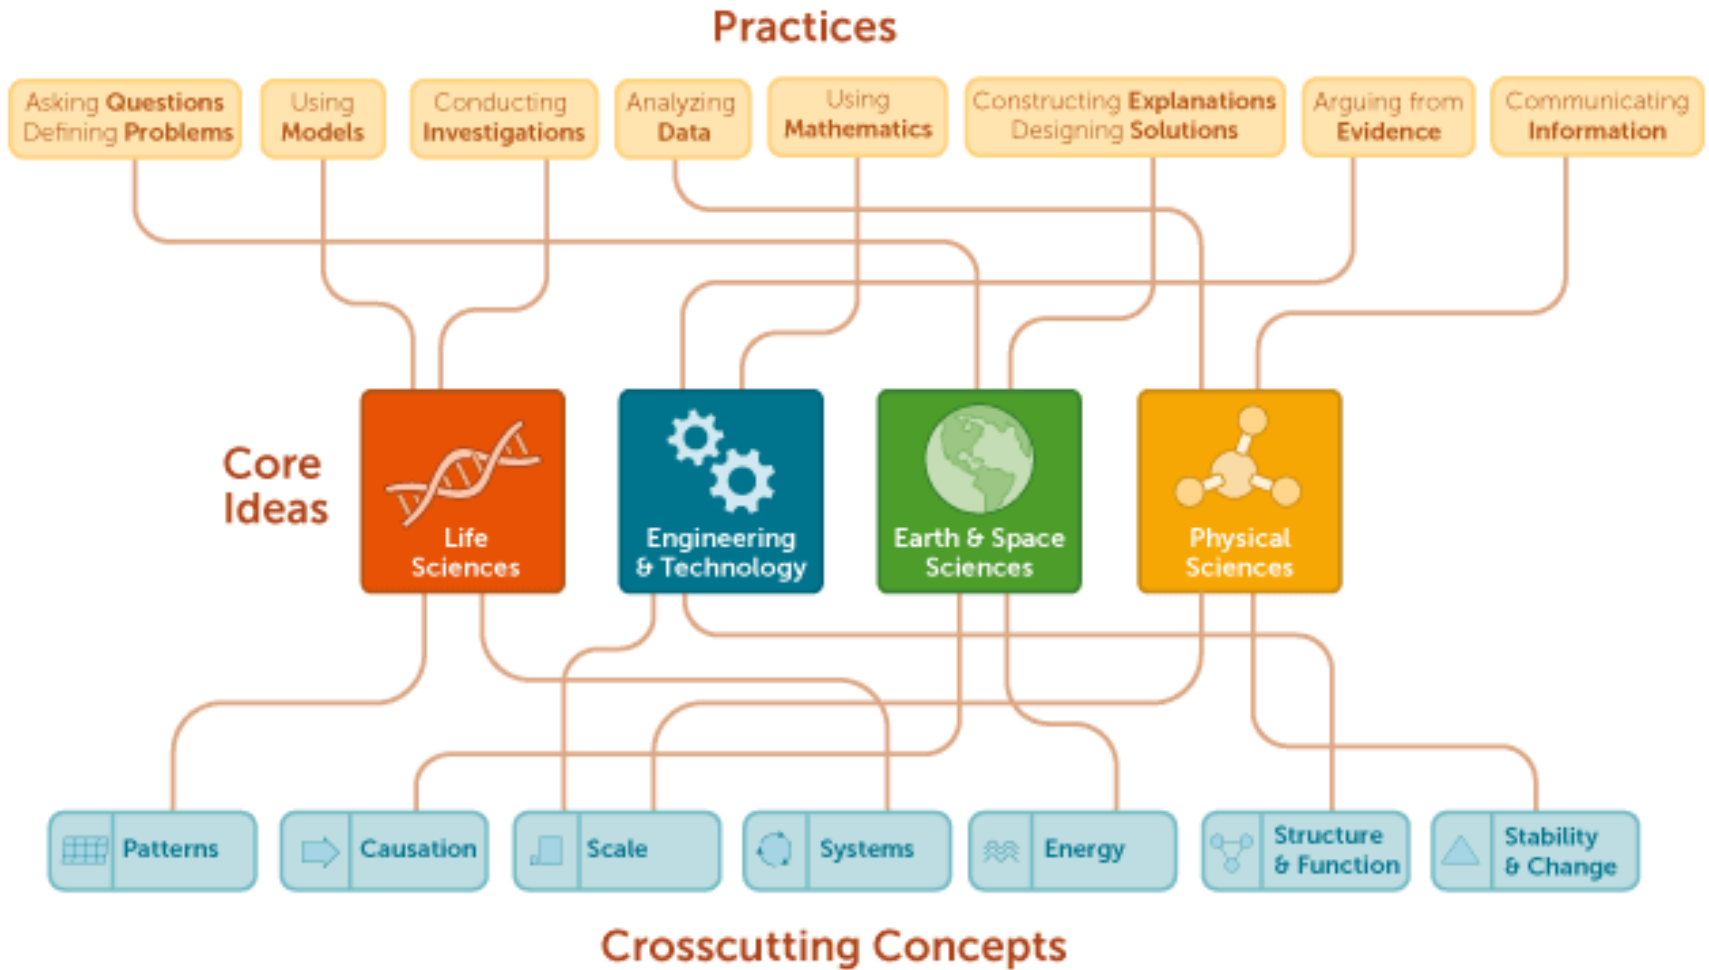 Practices
Asking Questions
Defining Problems
Using
Models
Conducting
Investigations
Analyzing
Data
Using
Mathematics
Constructing Explanations
Designing Solutions
Arguing from
Evidence
Communicating
Information
Core
Ideas
Life
Sciences
Engineering
& Technology
Earth & Space
Sciences
Physical
Sciences
Patterns
Causation
Scale
Systems
Energy
Structure
& Function
Stability
& Change
Crosscutting Concepts